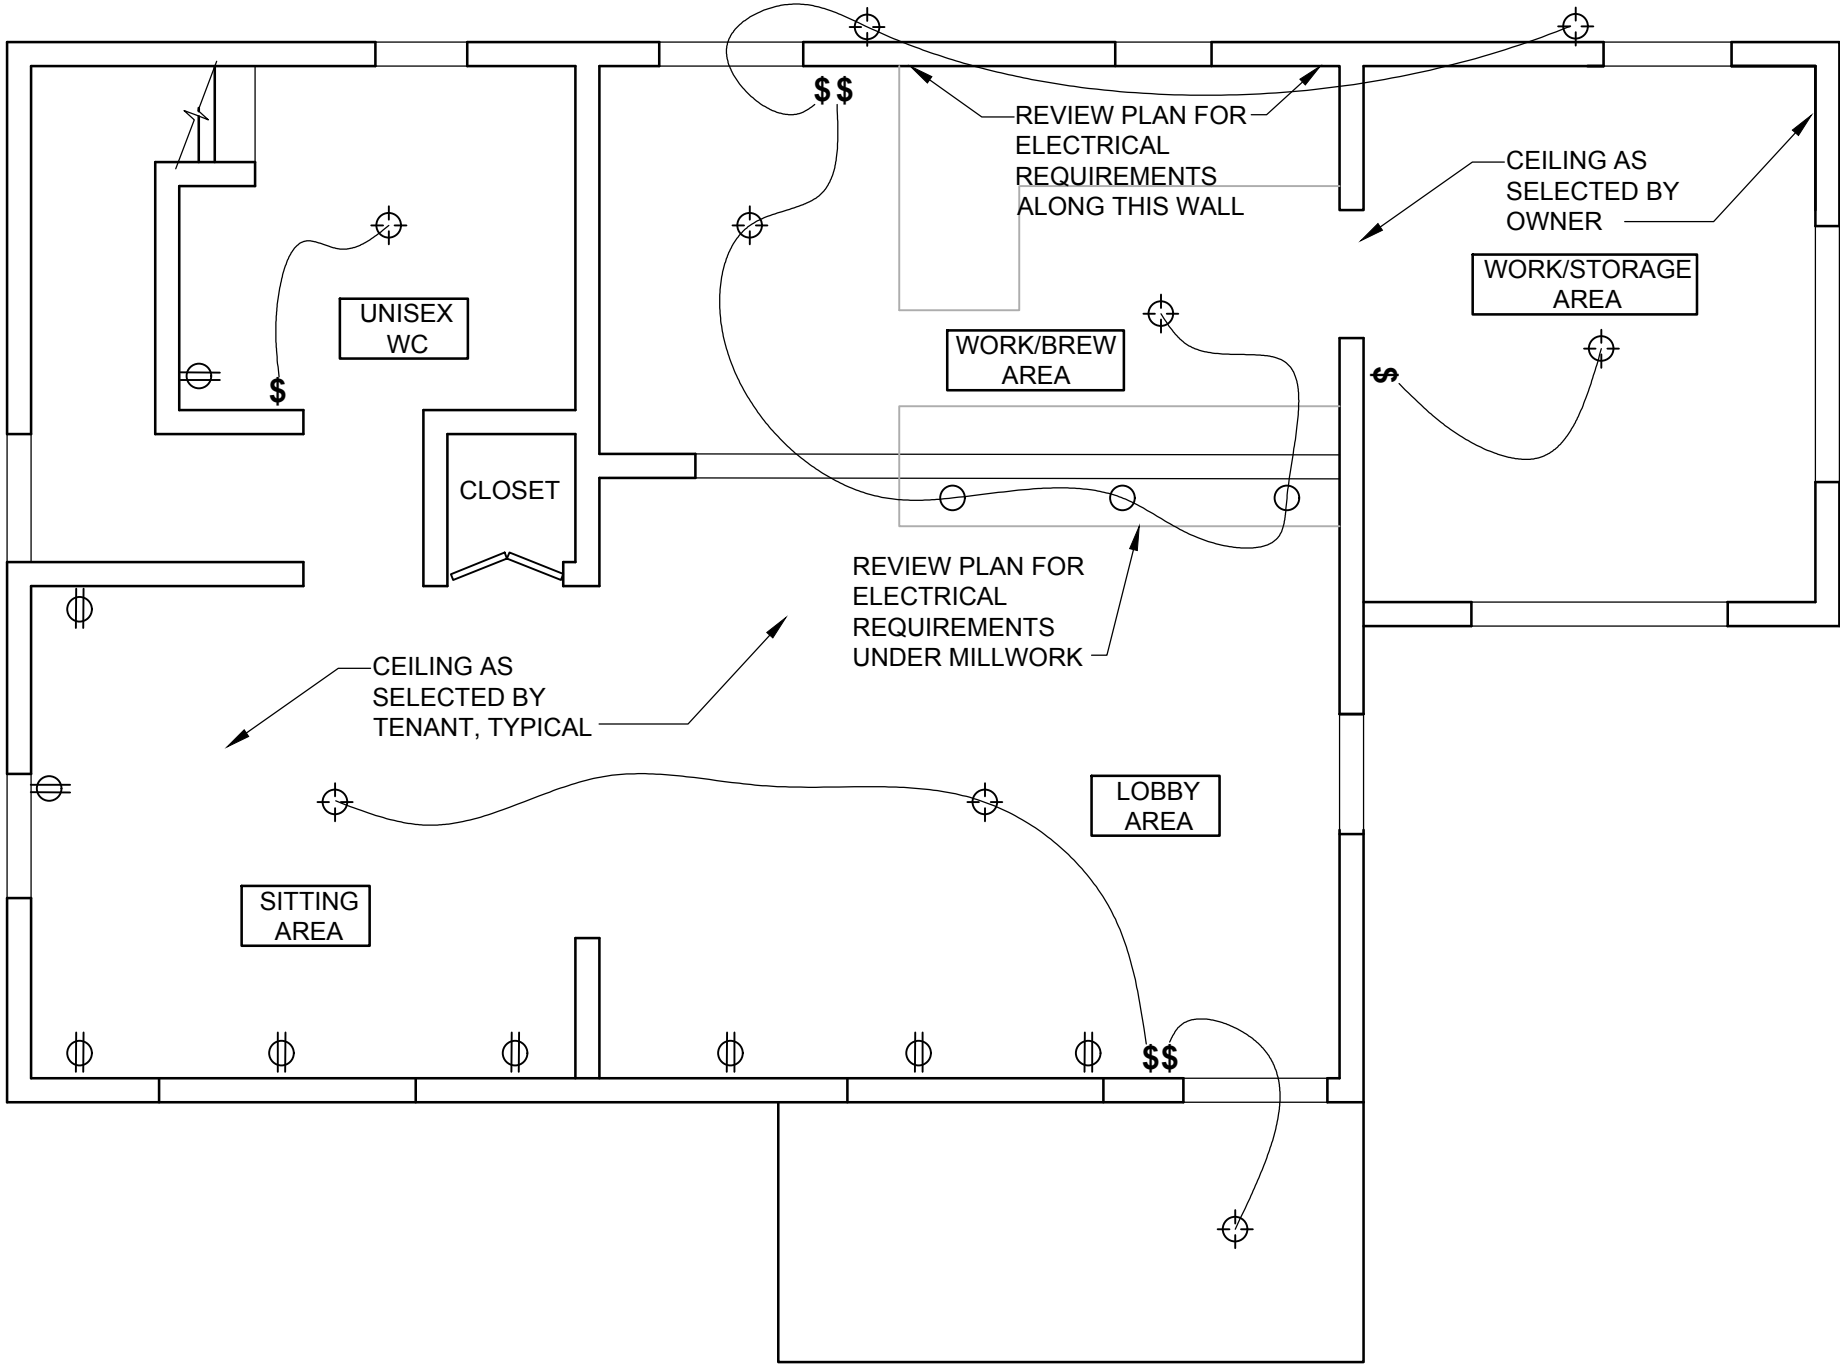 $ $
REVIEW PLAN FOR
ELECTRICAL
REQUIREMENTS
ALONG THIS WALL
CEILING AS
SELECTED BY
OWNER
WORK/STORAGE
AREA
UNISEX
WC
WORK/BREW
AREA
$
$
CLOSET
REVIEW PLAN FOR
ELECTRICAL
REQUIREMENTS
UNDER MILLWORK
CEILING AS
SELECTED BY
TENANT, TYPICAL
LOBBY
AREA
SITTING
AREA
$$